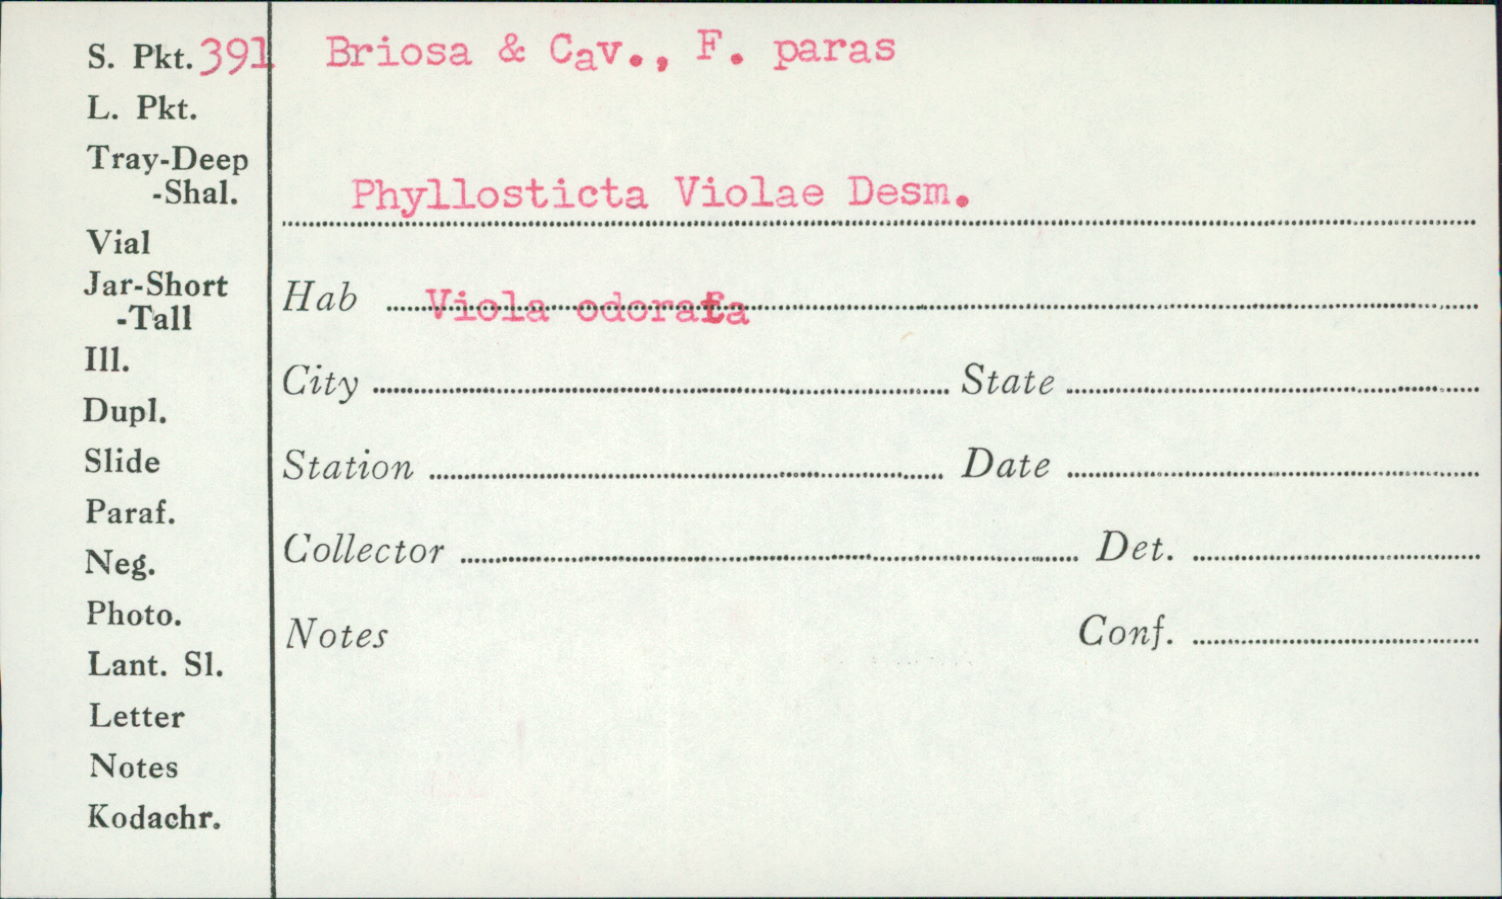 S. Pkt. 391 Briosa & Cav., F. paras
L. Pkt.
Tray-Deep
-Shal.
Phyllosticta Violae Desm.
Vial
Jar-Short
-Tall
Hab Viola odorata
Ill.
City State
Dupl.
Slide
Station Date
Paraf.
Neg.
Collector Det.
Photo.
Notes Conf.
Lant. Sl.
Letter
Notes
Kodachr.